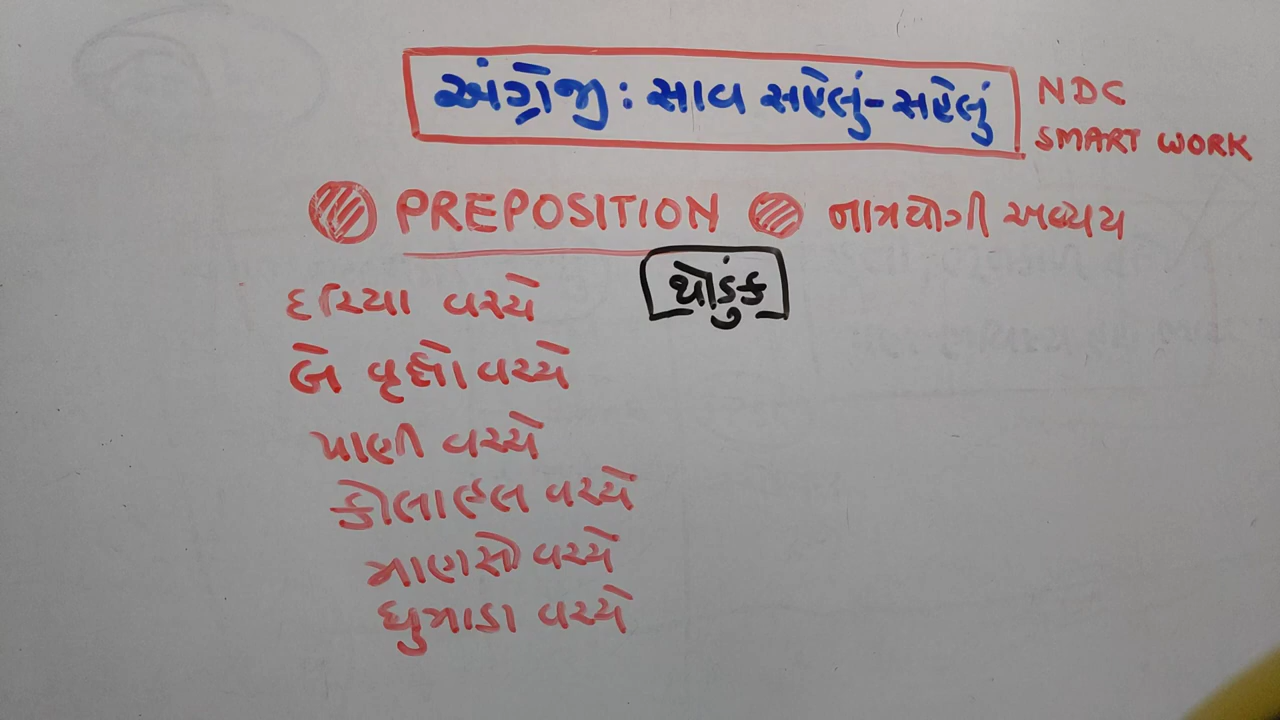 અંગ્રેજી : સાવ સહેલું-સહેલું
NDC
SMART WORK
PREPOSITION નામયોગી અવ્યય
થોડુંક
દરિયા વચ્ચે
બે વૃક્ષો વચ્ચે
પાણી વચ્ચે
કોલાહલ વચ્ચે
માણસો વચ્ચે
ધુમાડા વચ્ચે